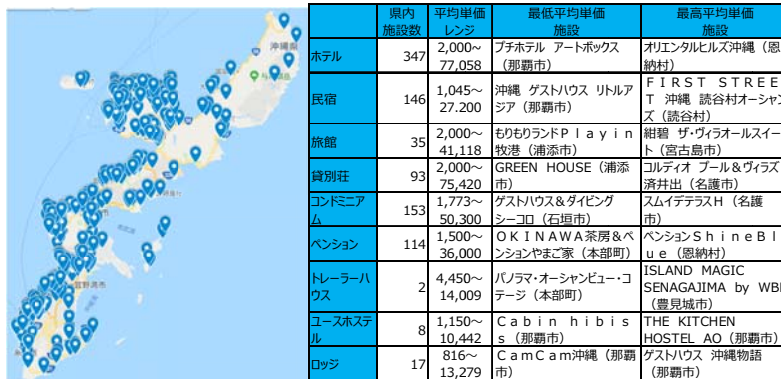 沖縄県
宜野湾市
県内
施設数
平均単価
レンジ
最低平均単価
施設
最高平均単価
施設
ホテル
347
2,000~
77,058
プチホテル アートボックス
(那覇市)
オリエンタルヒルズ沖縄(恩
納村)
民宿
146
1,045~
27.200
沖縄 ゲストハウス リトルア
ジア(那覇市)
FIRST STREE
T 沖縄 読谷村オーシャン
ズ(読谷村)
旅館
35
2,000~
41,118
もりもりランドPlayin
牧港(浦添市)
紺碧 ザ・ヴィラオールスイー
ト(宮古島市)
貸別荘
93
2,000~
75,420
GREEN HOUSE(浦添
市)
コルディオ プール&ヴィラズ
済井出(名護市)
コンドミニア
ム
153
1,773~
50,300
ゲストハウス&ダイビング
シーコロ(石垣市)
スムイデテラスH(名護
市)
ペンション
114
1,500~
36,000
OKINAWA茶房&ペ
ンションやまご家(本部町)
ペンションShineBl
ue(恩納村)
トレーラーハ
ウス
2
4,450~
14,009
パノラマ・オーシャンビュー・コ
テージ(本部町)
ISLAND MAGIC
SENAGAJIMA by WBF
(豊見城市)
ユースホステ
ル
8
1,150~
10,442
Cabin hibis
s(那覇市)
THE KITCHEN
HOSTEL AO(那覇市)
ロッジ
17
816~
13,279
CamCam沖縄(那覇
市)
ゲストハウス 沖縄物語
(那覇市)